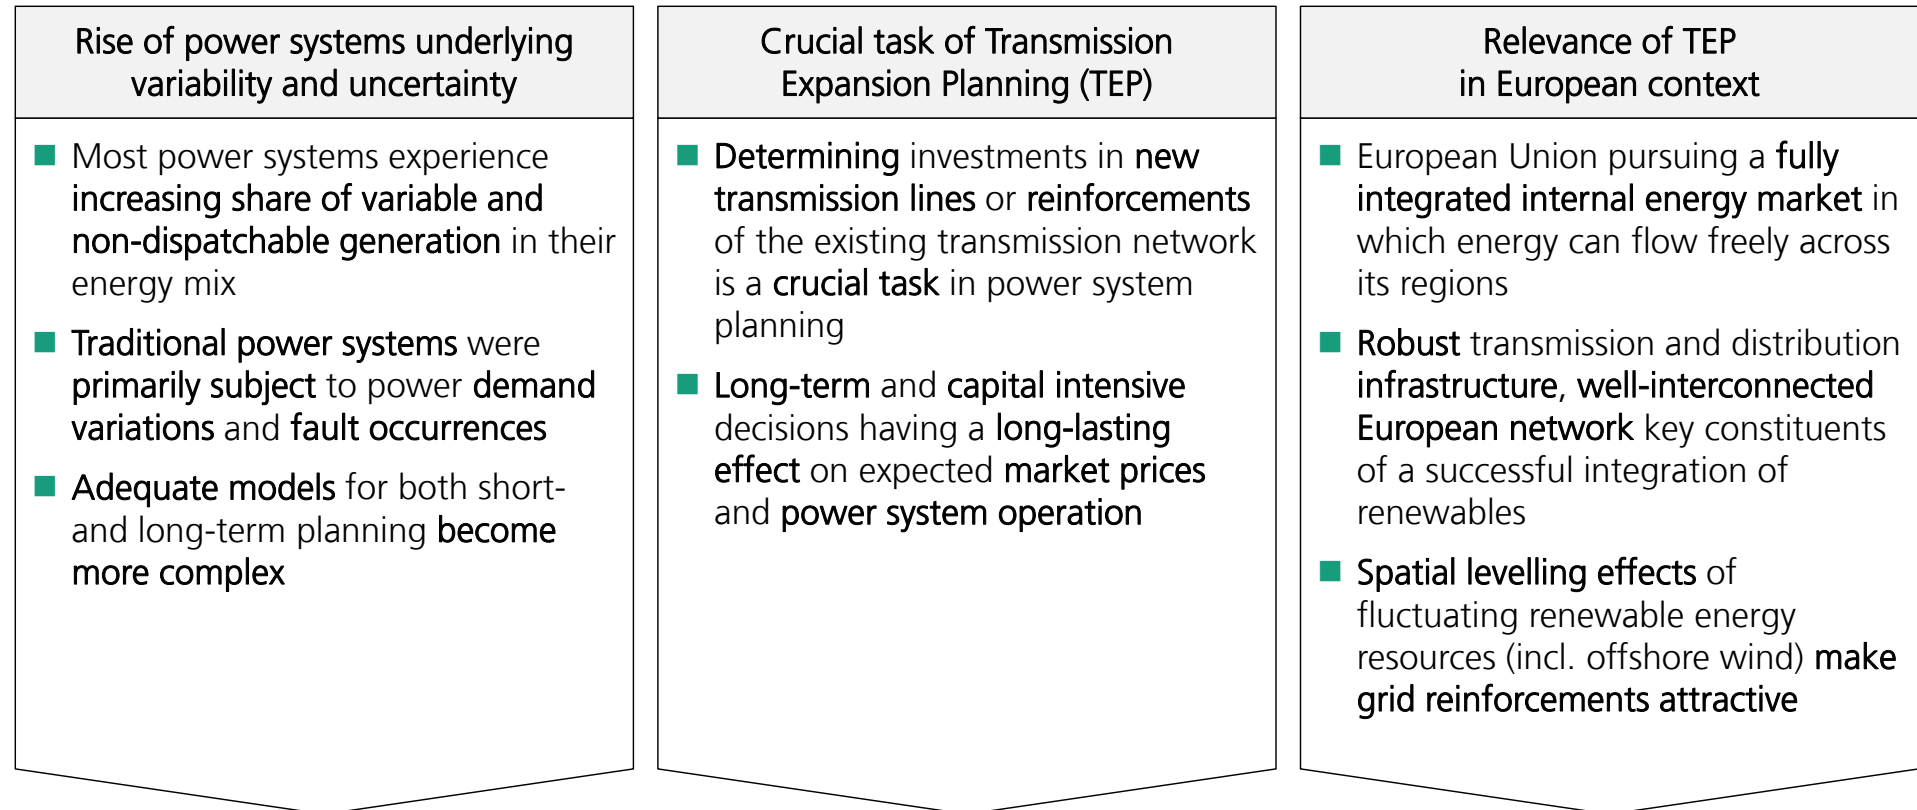 Rise of power systems underlying
variability and uncertainty
Most power systems experience
increasing share of variable and
non-dispatchable generation in their
energy mix
Traditional power systems were
primarily subject to power demand
variations and fault occurrences
Adequate models for both short-
and long-term planning become
more complex
Crucial task of Transmission
Expansion Planning (TEP)
Determining investments in new
transmission lines or reinforcements
of the existing transmission network
is a crucial task in power system
planning
Long-term and capital intensive
decisions having a long-lasting
effect on expected market prices
and power system operation
Relevance of TEP
in European context
European Union pursuing a fully
integrated internal energy market in
which energy can flow freely across
its regions
Robust transmission and distribution
infrastructure, well-interconnected
European network key constituents
of a successful integration of
renewables
Spatial levelling effects of
fluctuating renewable energy
resources (incl. offshore wind) make
grid reinforcements attractive